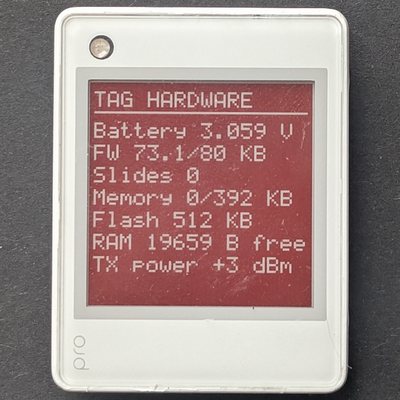 TAG HARDWARE
Battery 3.059 V
FW 73.1/80 KB
Slides 0
Memory 0/392 KB
Flash 512 KB
RAM 19659 B free
TX power +3 dBm
pro